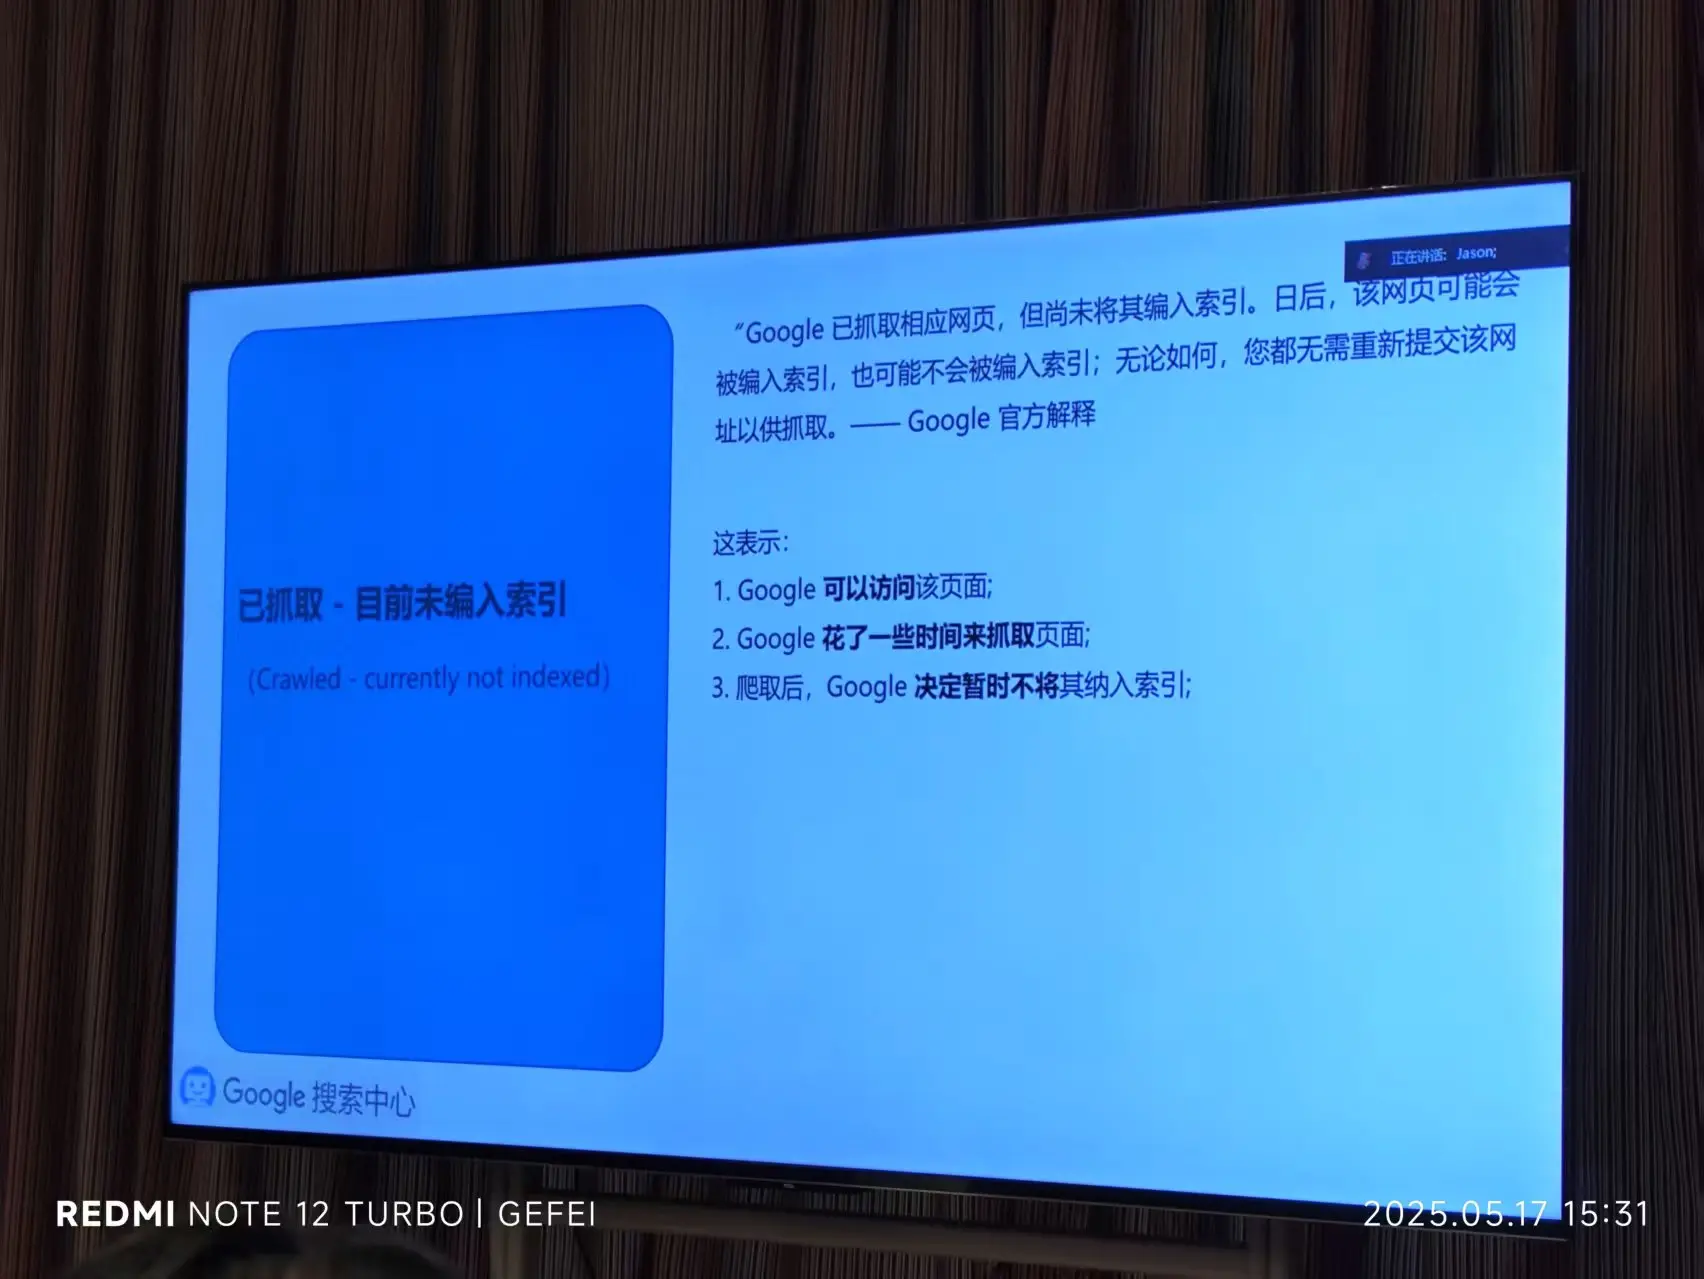 正在讲话: Jason;
“Google 已抓取相应网页，但尚未将其编入索引。日后，该网页可能会
被编入索引，也可能不会被编入索引；无论如何，您都无需重新提交该网
址以供抓取。—— Google 官方解释
已抓取 - 目前未编入索引
(Crawled - currently not indexed)
这表示:
1. Google 可以访问该页面;
2. Google 花了一些时间来抓取页面;
3. 爬取后，Google 决定暂时不将其纳入索引;
Google 搜索中心
REDMI NOTE 12 TURBO | GEFEI
2025.05.17 15:31